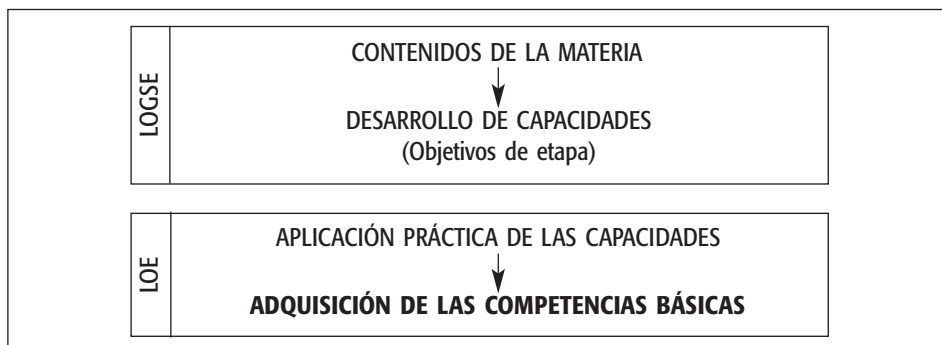 LOGSE
CONTENIDOS DE LA MATERIA
DESARROLLO DE CAPACIDADES
(Objetivos de etapa)
LOE
APLICACIÓN PRÁCTICA DE LAS CAPACIDADES
ADQUISICIÓN DE LAS COMPETENCIAS BÁSICAS